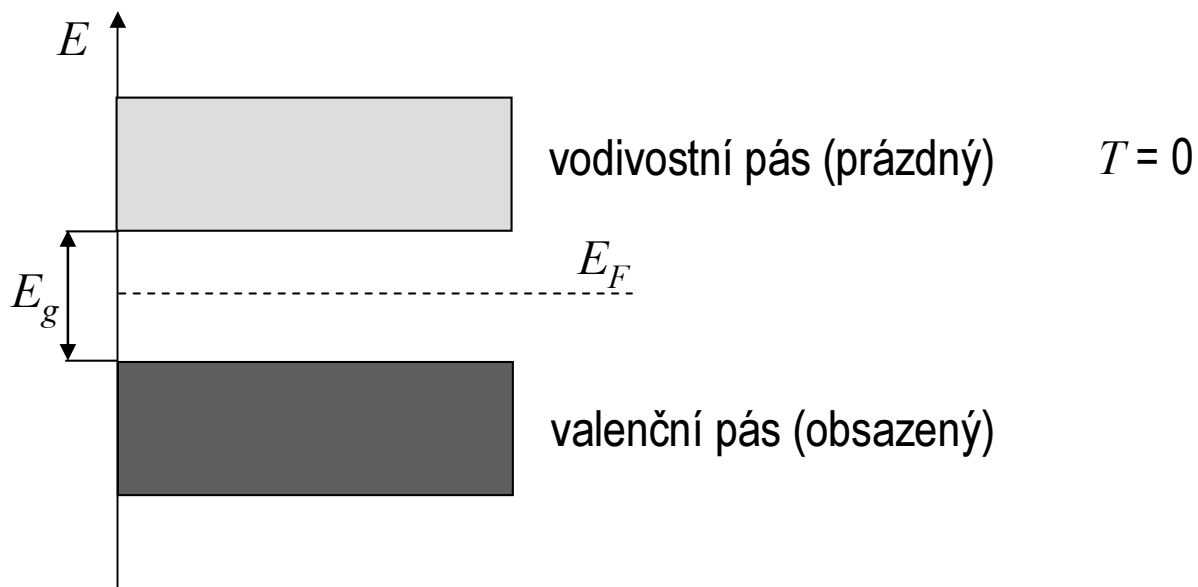 E
vodivostní pás (prázdný)
T = 0
E_F
E_g
valenční pás (obsazený)